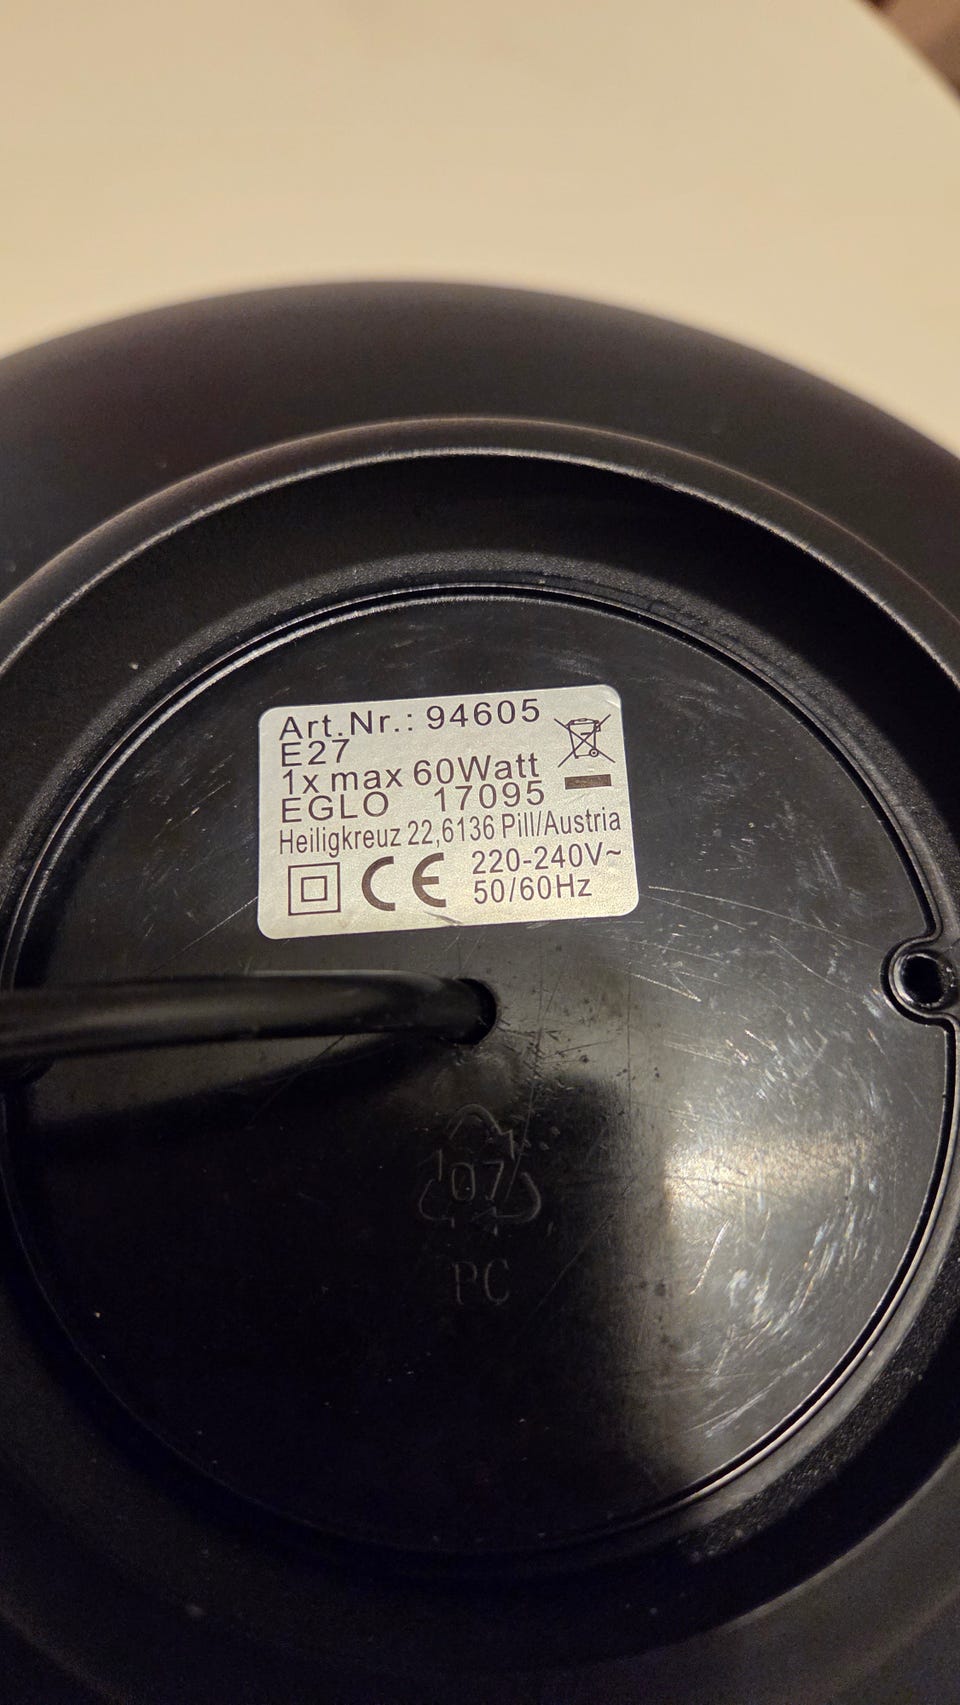 Art.Nr.: 94605
E27
1x max 60Watt
EGLO 17095
Heiligkreuz 22,6136 Pill/Austria
CE 220-240V~
50/60Hz
07
PC